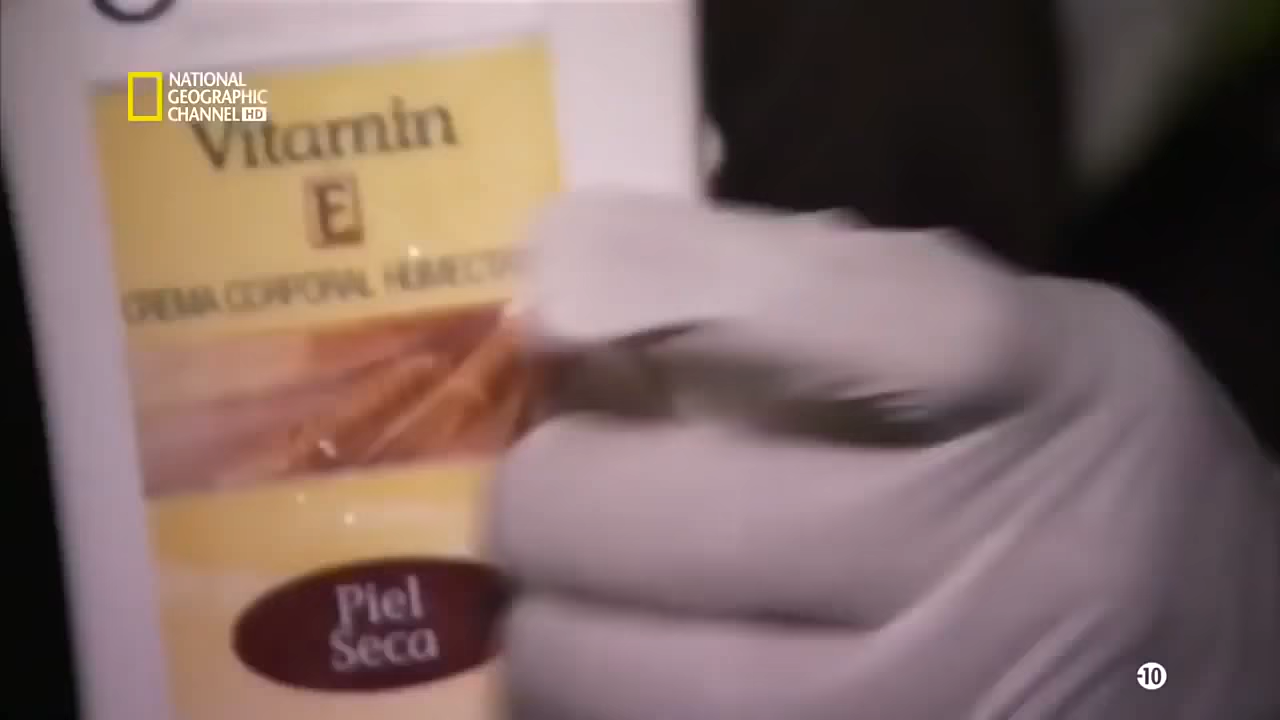 NATIONAL
GEOGRAPHIC
CHANNEL HD
Vitamin
E
CREMA CORPORAL
Piel
Seca
-10